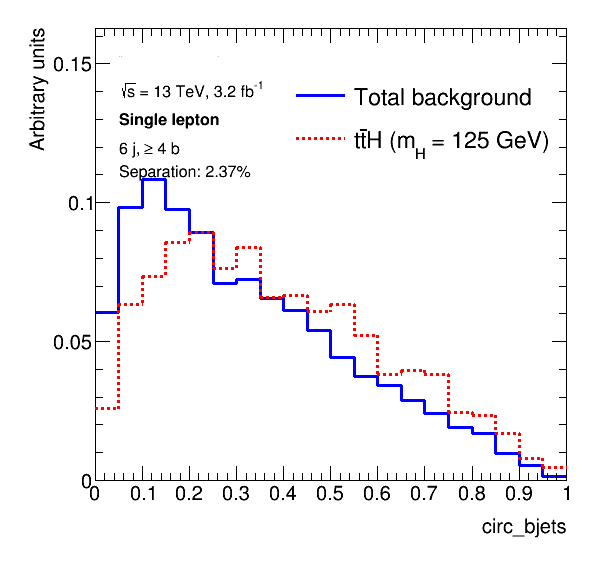 Arbitrary units
0.15
0.1
0.05
0
√s = 13 TeV, 3.2 fb⁻¹
Single lepton
6 j, ≥ 4 b
Separation: 2.37%
Total background
tt̄H (m_H = 125 GeV)
0 0.1 0.2 0.3 0.4 0.5 0.6 0.7 0.8 0.9 1
circ_bjets